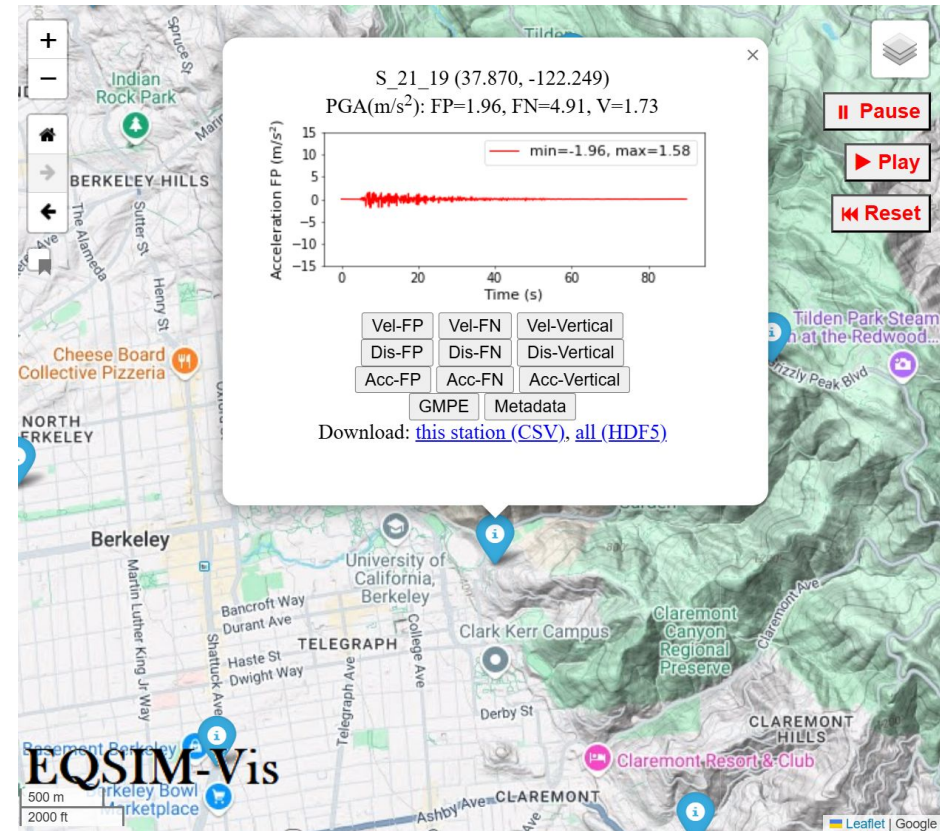 +
−
Spruce St
Indian
Rock Park
BERKELEY HILLS
The Alameda
Sutter St
Henry St
Cheese Board
Collective Pizzeria
NORTH
ERKELEY
Tilden
×
S_21_19 (37.870, -122.249)
PGA(m/s²): FP=1.96, FN=4.91, V=1.73
Acceleration FP (m/s²)
15
10
5
0
−5
−10
−15
min=-1.96, max=1.58
0 20 40 60 80
Time (s)
Vel-FP Vel-FN Vel-Vertical
Dis-FP Dis-FN Dis-Vertical
Acc-FP Acc-FN Acc-Vertical
GMPE Metadata
Download: this station (CSV), all (HDF5)
Pause
Play
Reset
Tilden Park Steam
n at the Redwood...
Grizzly Peak Blvd
Berkeley
University of
California,
Berkeley
Martin Luther King Jr Way
Shattuck Ave
Bancroft Way
Durant Ave
TELEGRAPH
Haste St
Dwight Way
Telegraph Ave
College Ave
Clark Kerr Campus
Derby St
Claremont
Canyon
Regional
Preserve
Claremont Ave
CLAREMONT
HILLS
Claremont Resort & Club
Basement Berkeley
EQSIM-Vis
rkeley Bowl
Marketplace
Ashby Ave
CLAREMONT
500 m
2000 ft
Leaflet | Google